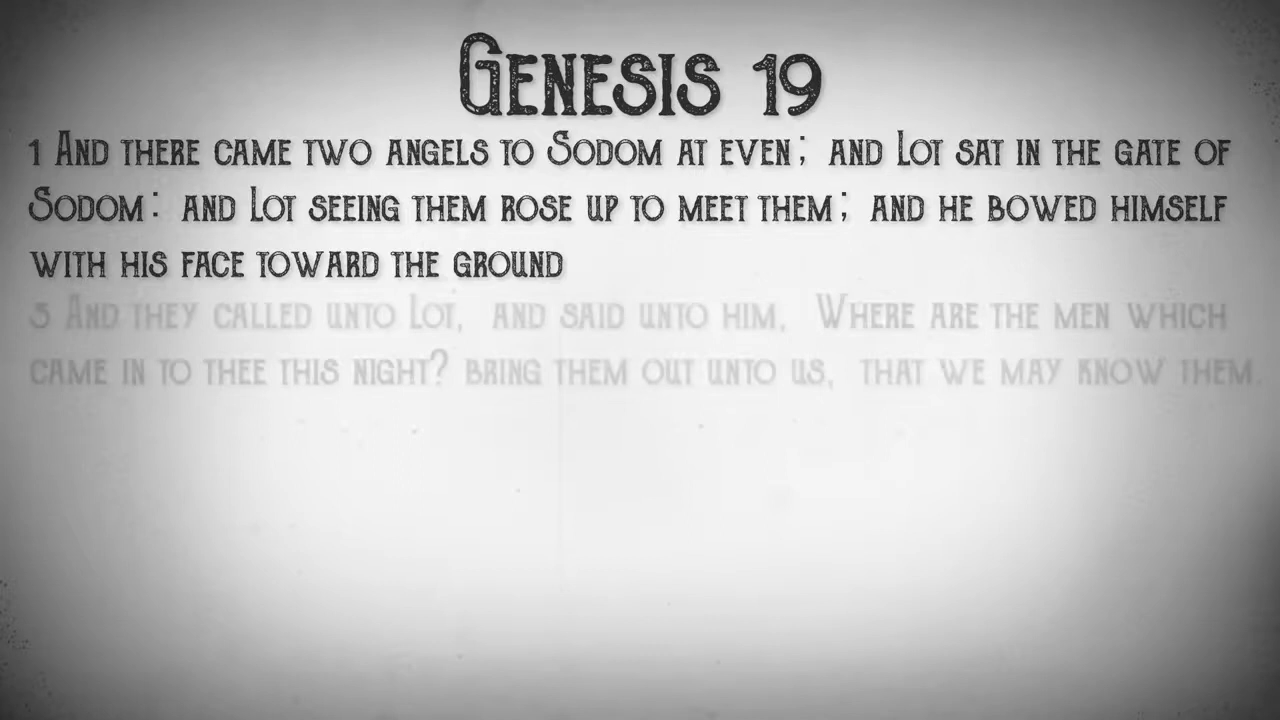 Genesis 19
1 And there came two angels to Sodom at even; and Lot sat in the gate of
Sodom: and Lot seeing them rose up to meet them; and he bowed himself
with his face toward the ground
5 And they called unto Lot, and said unto him, Where are the men which
came in to thee this night? bring them out unto us, that we may know them.